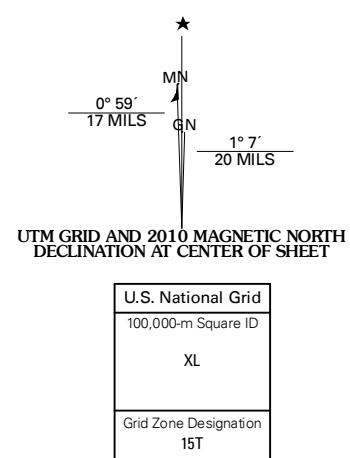 MN
0° 59´
17 MILS
GN
1° 7´
20 MILS
UTM GRID AND 2010 MAGNETIC NORTH
DECLINATION AT CENTER OF SHEET
U.S. National Grid
100,000-m Square ID
XL
Grid Zone Designation
15T